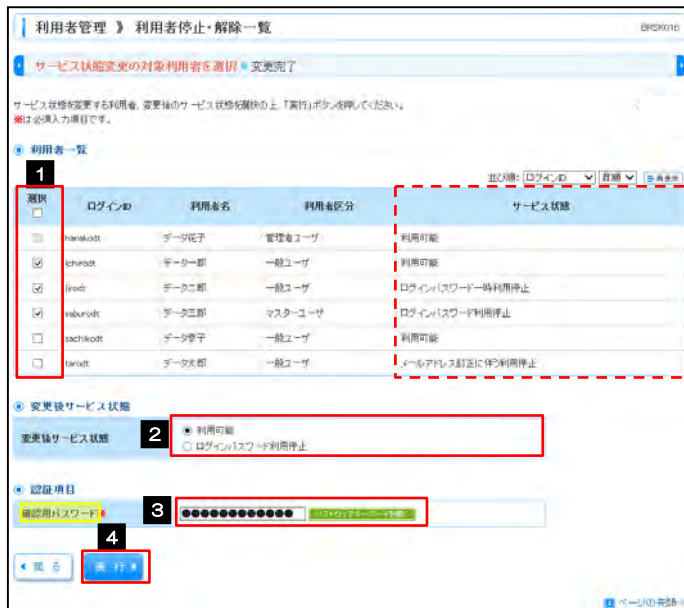 利用者管理 》 利用者停止・解除一覧
BRSK016
サービス状態変更の対象利用者を選択 » 変更完了
サービス状態を変更する利用者、変更後のサービス状態を選択の上、「実行」ボタンを押してください。
※は必須入力項目です。
利用者一覧
1
並び順: ログインID 昇順 再表示
選択 ログインID 利用者名 利用者区分 サービス状態
hanakodt データ花子 管理者ユーザ 利用可能
ichirodt データ一郎 一般ユーザ 利用可能
jirodt データ二郎 一般ユーザ ログインパスワード一時利用停止
saburodt データ三郎 マスターユーザ ログインパスワード利用停止
sachikodt データ幸子 一般ユーザ 利用可能
tarodt データ太郎 一般ユーザ メールアドレス訂正に伴う利用停止
変更後サービス状態
変更後サービス状態 2 利用可能
ログインパスワード利用停止
認証項目
確認用パスワード※ 3 ●●●●●●●●●●●● ソフトウェアキーボードを開く
4
戻る 実行
ページの先頭